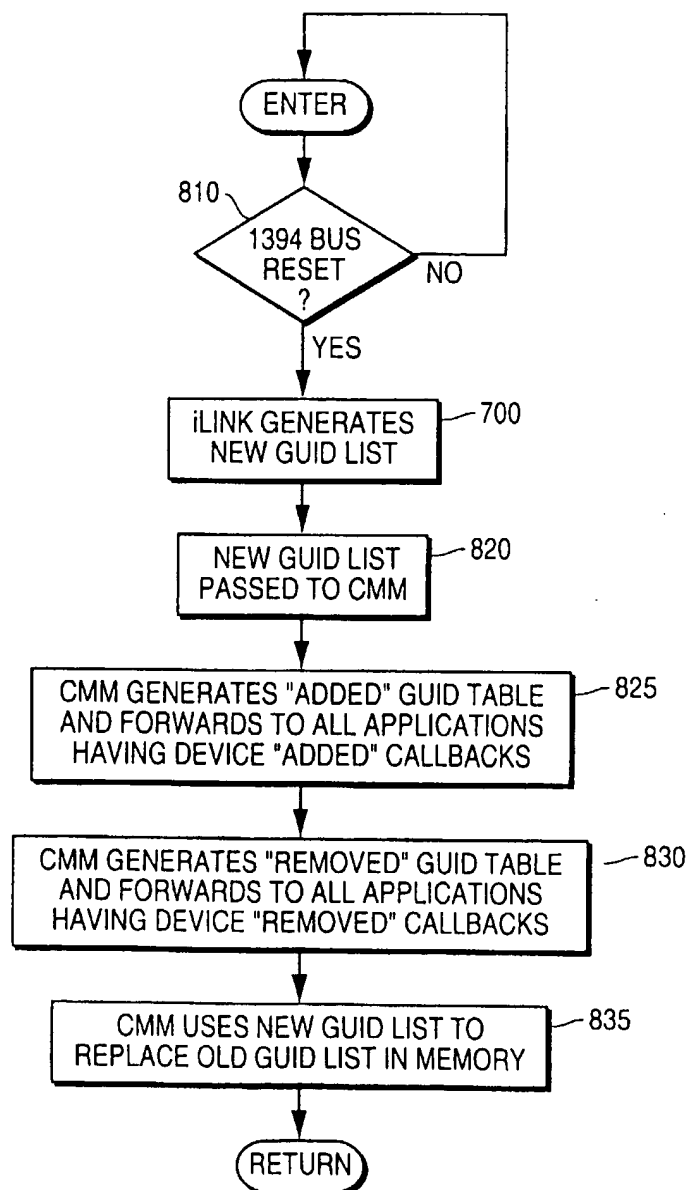 ENTER
810
1394 BUS
RESET
?
NO
YES
iLINK GENERATES
NEW GUID LIST
700
NEW GUID LIST
PASSED TO CMM
820
CMM GENERATES "ADDED" GUID TABLE
AND FORWARDS TO ALL APPLICATIONS
HAVING DEVICE "ADDED" CALLBACKS
825
CMM GENERATES "REMOVED" GUID TABLE
AND FORWARDS TO ALL APPLICATIONS
HAVING DEVICE "REMOVED" CALLBACKS
830
CMM USES NEW GUID LIST TO
REPLACE OLD GUID LIST IN MEMORY
835
RETURN